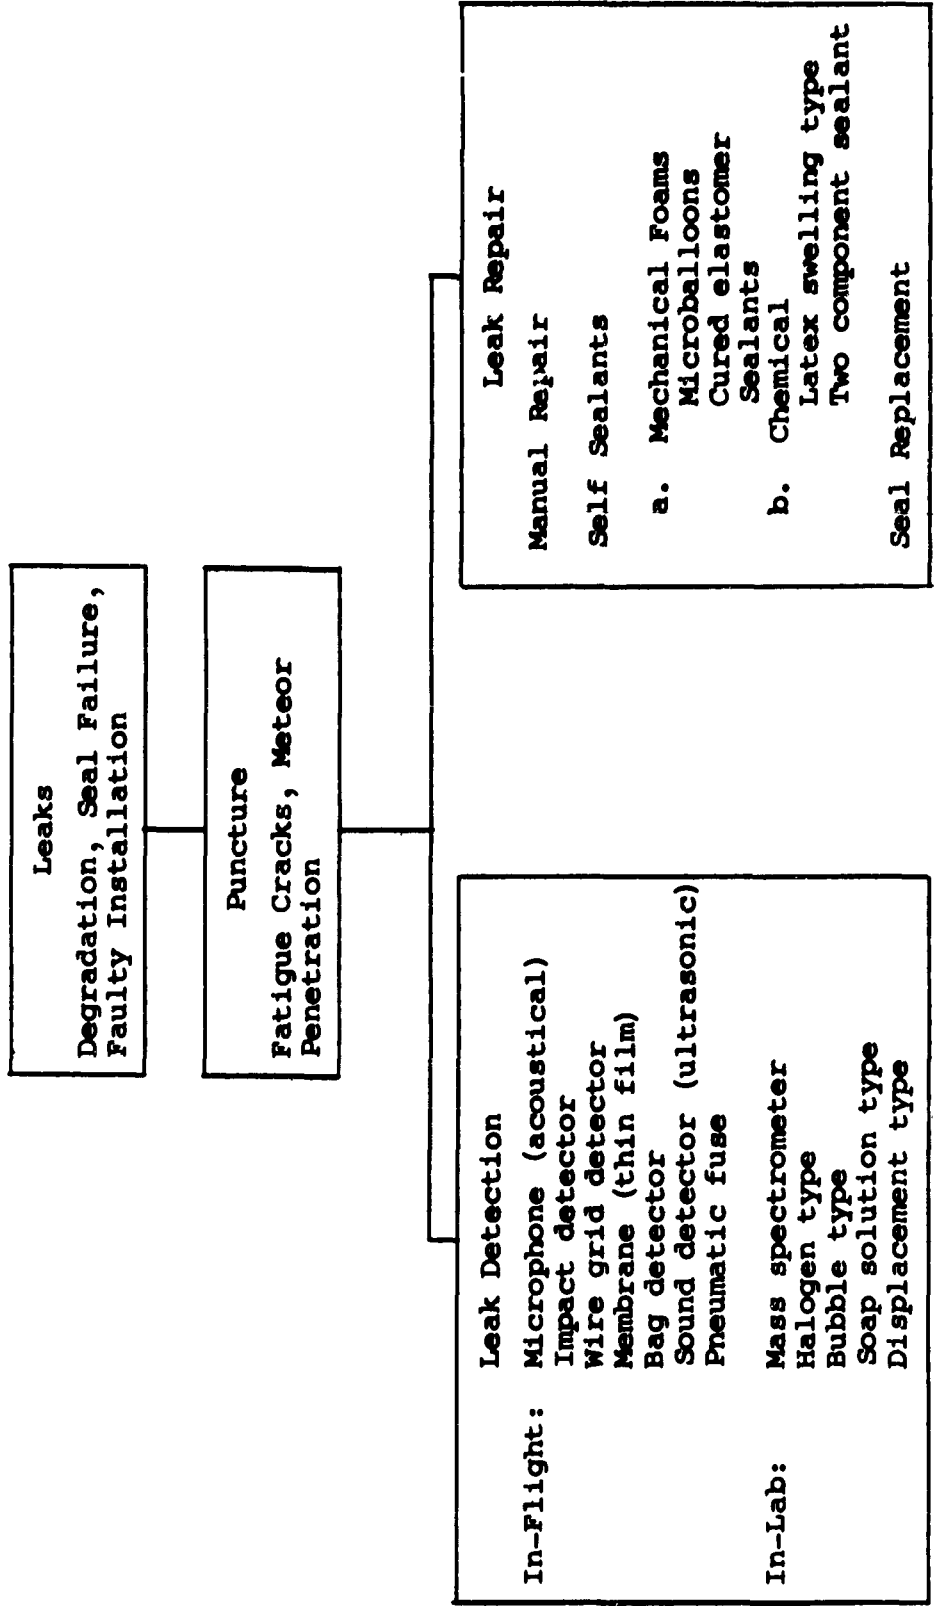 Leaks
Degradation, Seal Failure,
Faulty Installation
Puncture
Fatigue Cracks, Meteor
Penetration
Leak Detection
In-Flight: Microphone (acoustical)
Impact detector
Wire grid detector
Membrane (thin film)
Bag detector
Sound detector (ultrasonic)
Pneumatic fuse
In-Lab: Mass spectrometer
Halogen type
Bubble type
Soap solution type
Displacement type
Leak Repair
Manual Repair
Self Sealants
a. Mechanical Foams
Microballoons
Cured elastomer
Sealants
b. Chemical
Latex swelling type
Two component sealant
Seal Replacement